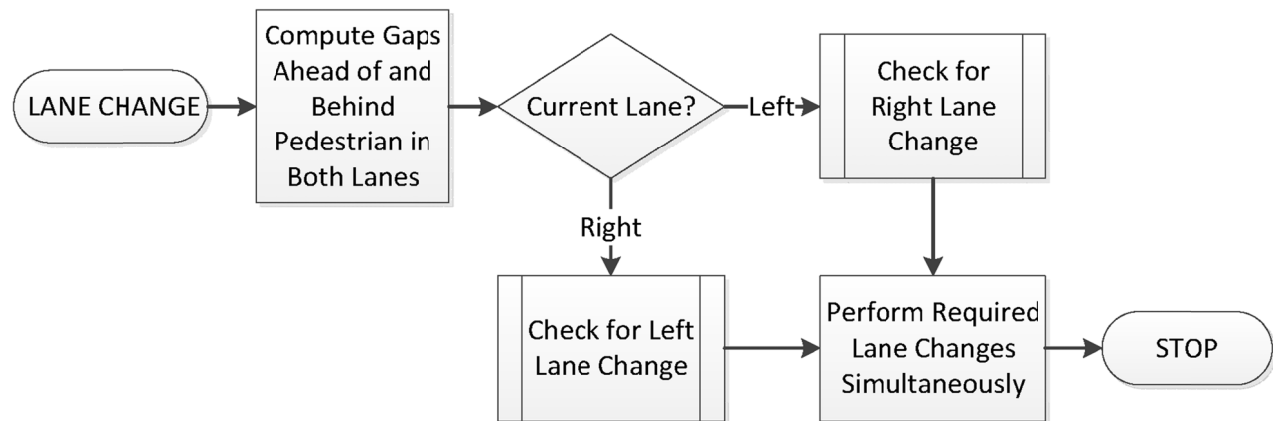 LANE CHANGE
Compute Gaps
Ahead of and
Behind
Pedestrian in
Both Lanes
Current Lane?
Left
Check for
Right Lane
Change
Right
Check for Left
Lane Change
Perform Required
Lane Changes
Simultaneously
STOP